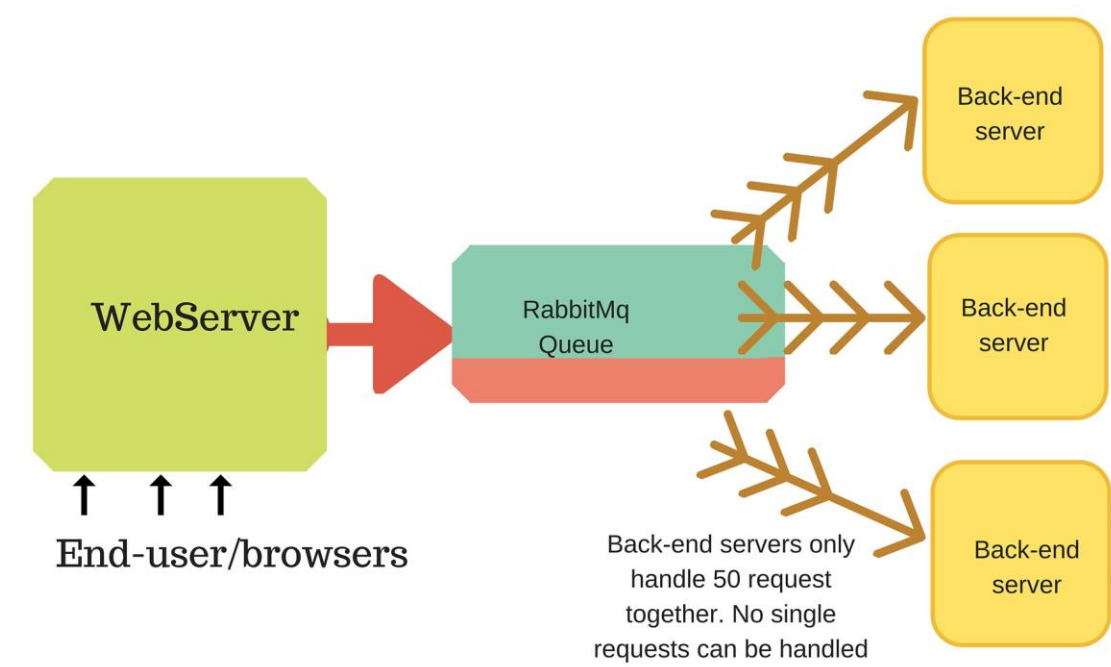 WebServer
End-user/browsers
RabbitMq
Queue
Back-end
server
Back-end
server
Back-end
server
Back-end servers only
handle 50 request
together. No single
requests can be handled